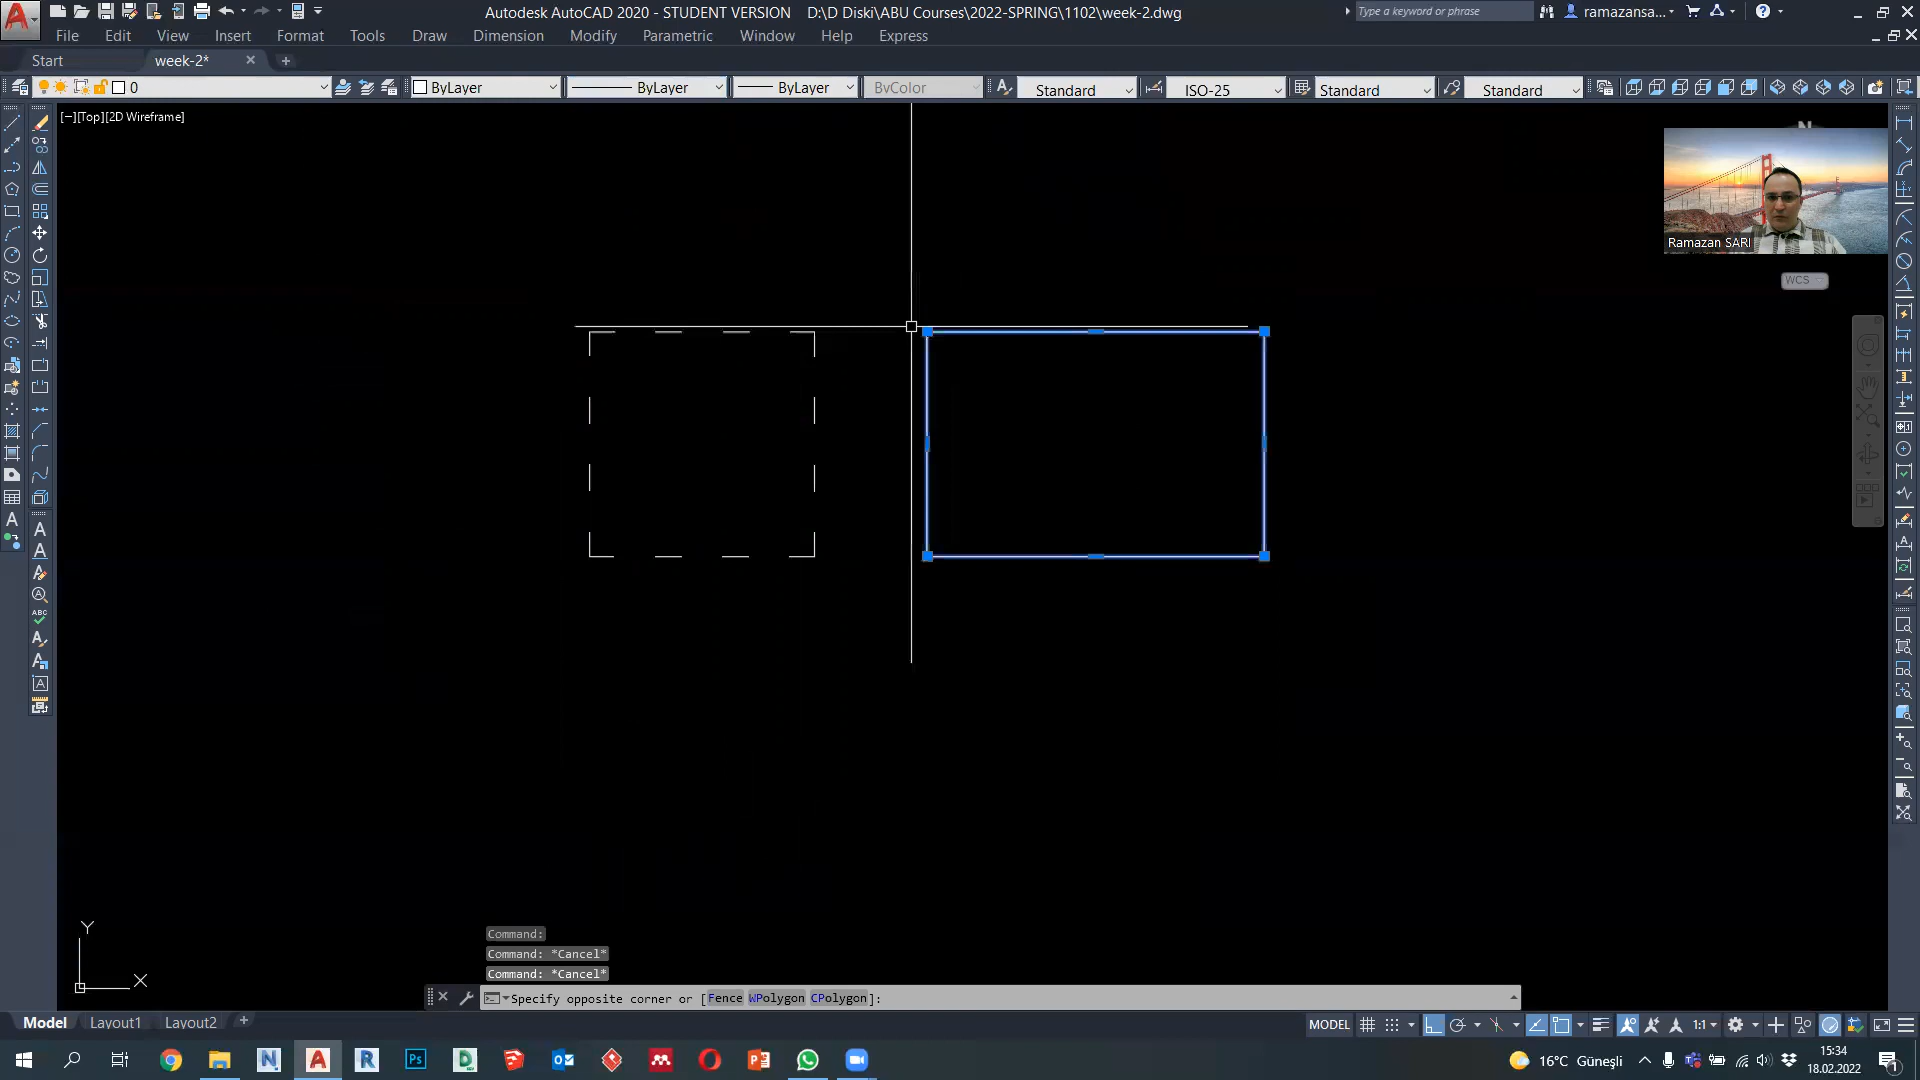 Autodesk AutoCAD 2020 - STUDENT VERSION D:\D Diski\ABU Courses\2022-SPRING\1102\week-2.dwg
Type a keyword or phrase
ramazansa...
File Edit View Insert Format Tools Draw Dimension Modify Parametric Window Help Express
Start week-2*
0 ByLayer ByLayer ByLayer ByColor Standard ISO-25 Standard Standard
[−][Top][2D Wireframe]
N
Ramazan SARI
WCS
ABC
Y
X
Command:
Command: *Cancel*
Command: *Cancel*
Specify opposite corner or [Fence WPolygon CPolygon]:
Model Layout1 Layout2
MODEL 1:1
16°C Güneşli
15:34
18.02.2022